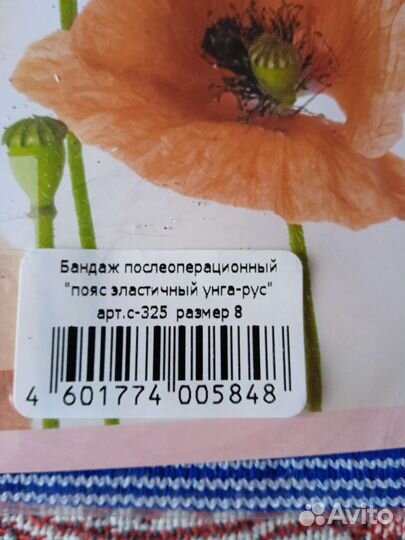 Бандаж послеоперационный
"пояс эластичный унга-рус"
арт.с-325 размер 8
4 601774 005848
Avito